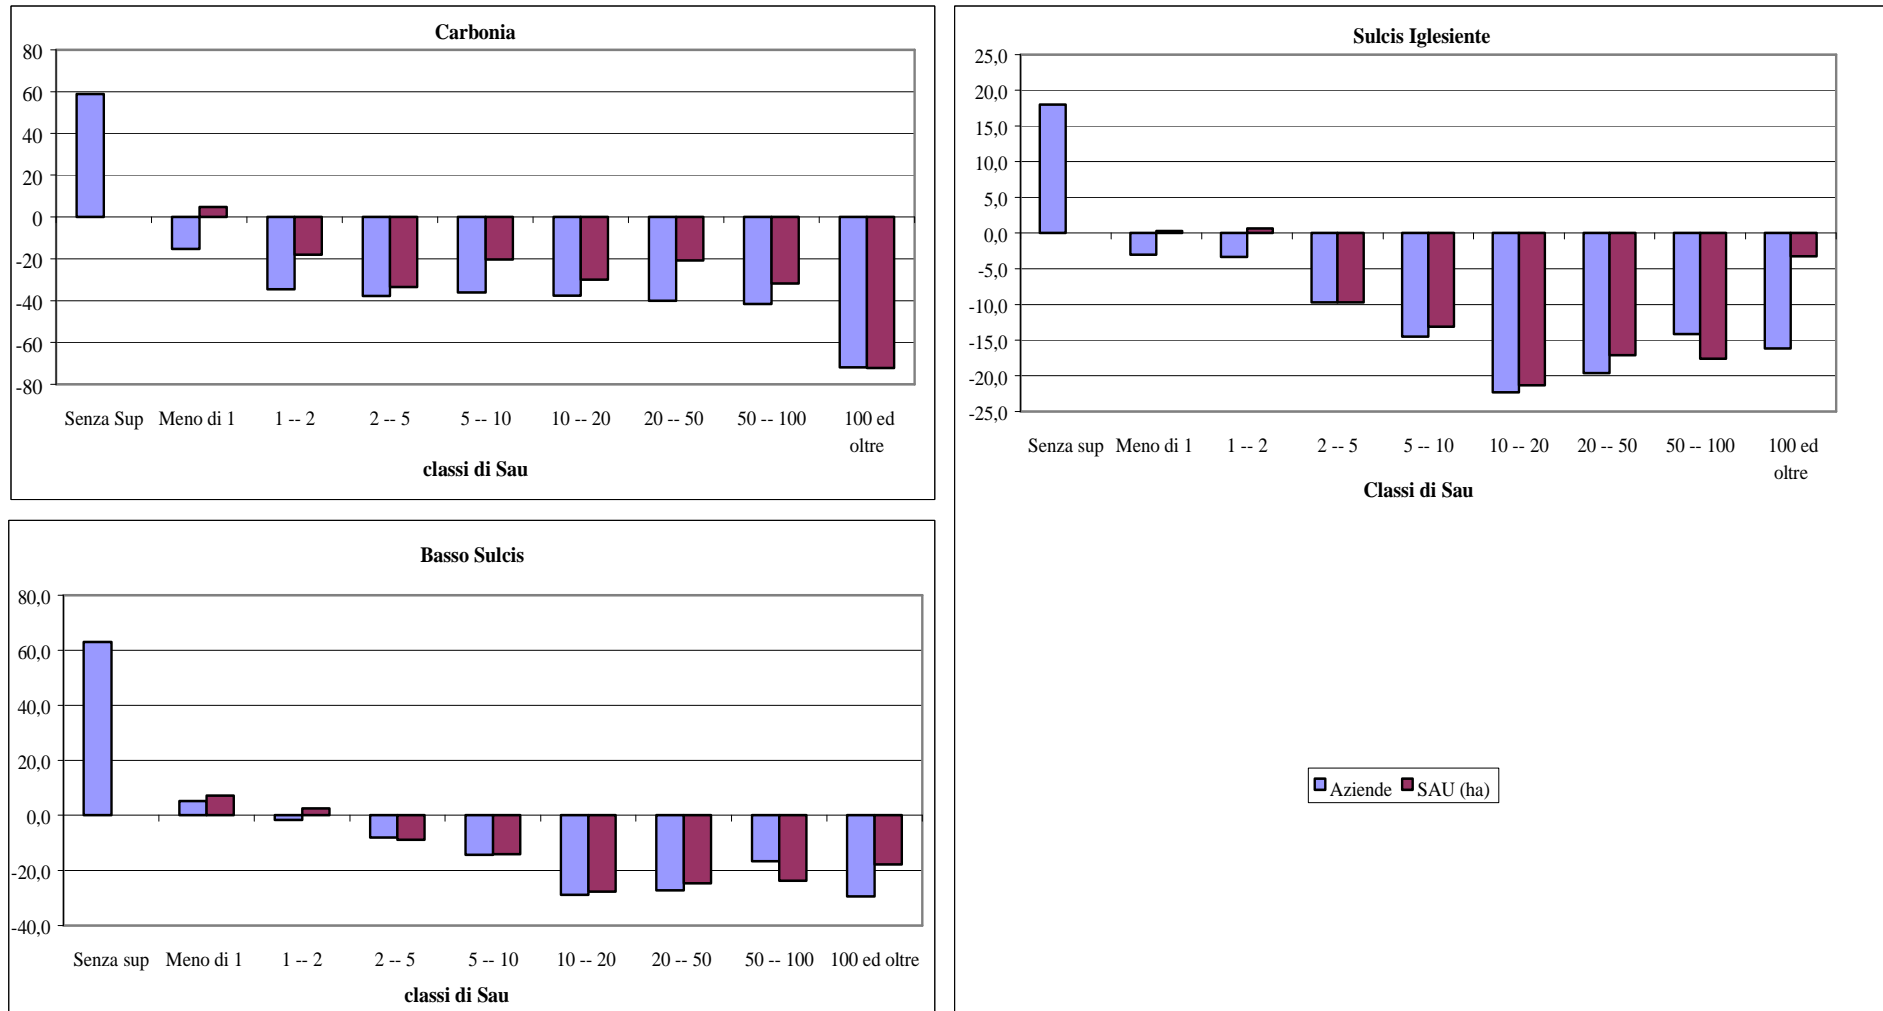 Carbonia
80
60
40
20
0
-20
-40
-60
-80
Senza Sup Meno di 1 1 -- 2 2 -- 5 5 -- 10 10 -- 20 20 -- 50 50 -- 100 100 ed
oltre
classi di Sau
Sulcis Iglesiente
25,0
20,0
15,0
10,0
5,0
0,0
-5,0
-10,0
-15,0
-20,0
-25,0
Senza sup Meno di 1 1 -- 2 2 -- 5 5 -- 10 10 -- 20 20 -- 50 50 -- 100 100 ed
oltre
Classi di Sau
Basso Sulcis
80,0
60,0
40,0
20,0
0,0
-20,0
-40,0
Senza sup Meno di 1 1 -- 2 2 -- 5 5 -- 10 10 -- 20 20 -- 50 50 -- 100 100 ed oltre
classi di Sau
Aziende SAU (ha)